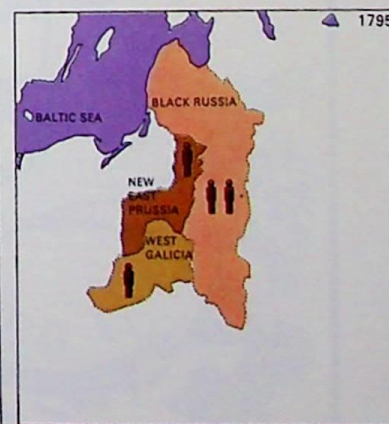 1795
BLACK RUSSIA
BALTIC SEA
NEW
EAST
PRUSSIA
WEST
GALICIA